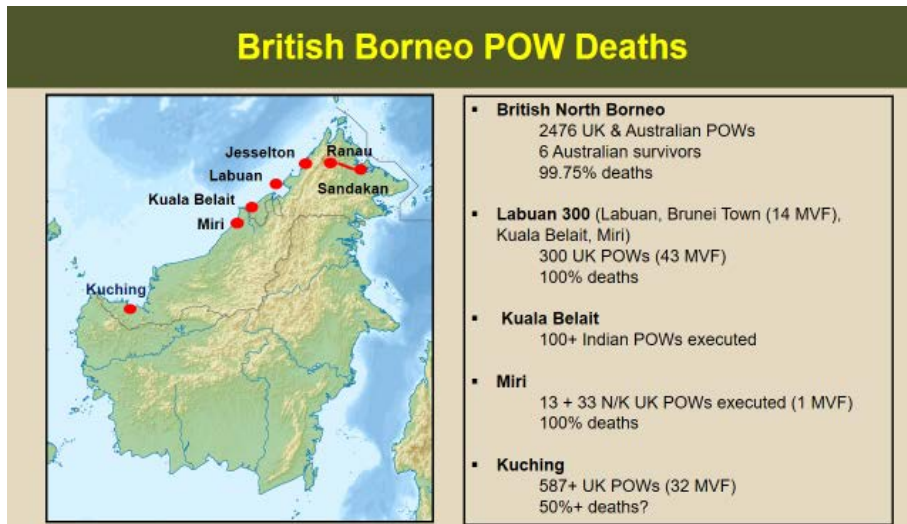 British Borneo POW Deaths
Jesselton
Ranau
Labuan
Sandakan
Kuala Belait
Miri
Kuching
▪ British North Borneo
2476 UK & Australian POWs
6 Australian survivors
99.75% deaths
▪ Labuan 300 (Labuan, Brunei Town (14 MVF),
Kuala Belait, Miri)
300 UK POWs (43 MVF)
100% deaths
▪ Kuala Belait
100+ Indian POWs executed
▪ Miri
13 + 33 N/K UK POWs executed (1 MVF)
100% deaths
▪ Kuching
587+ UK POWs (32 MVF)
50%+ deaths?